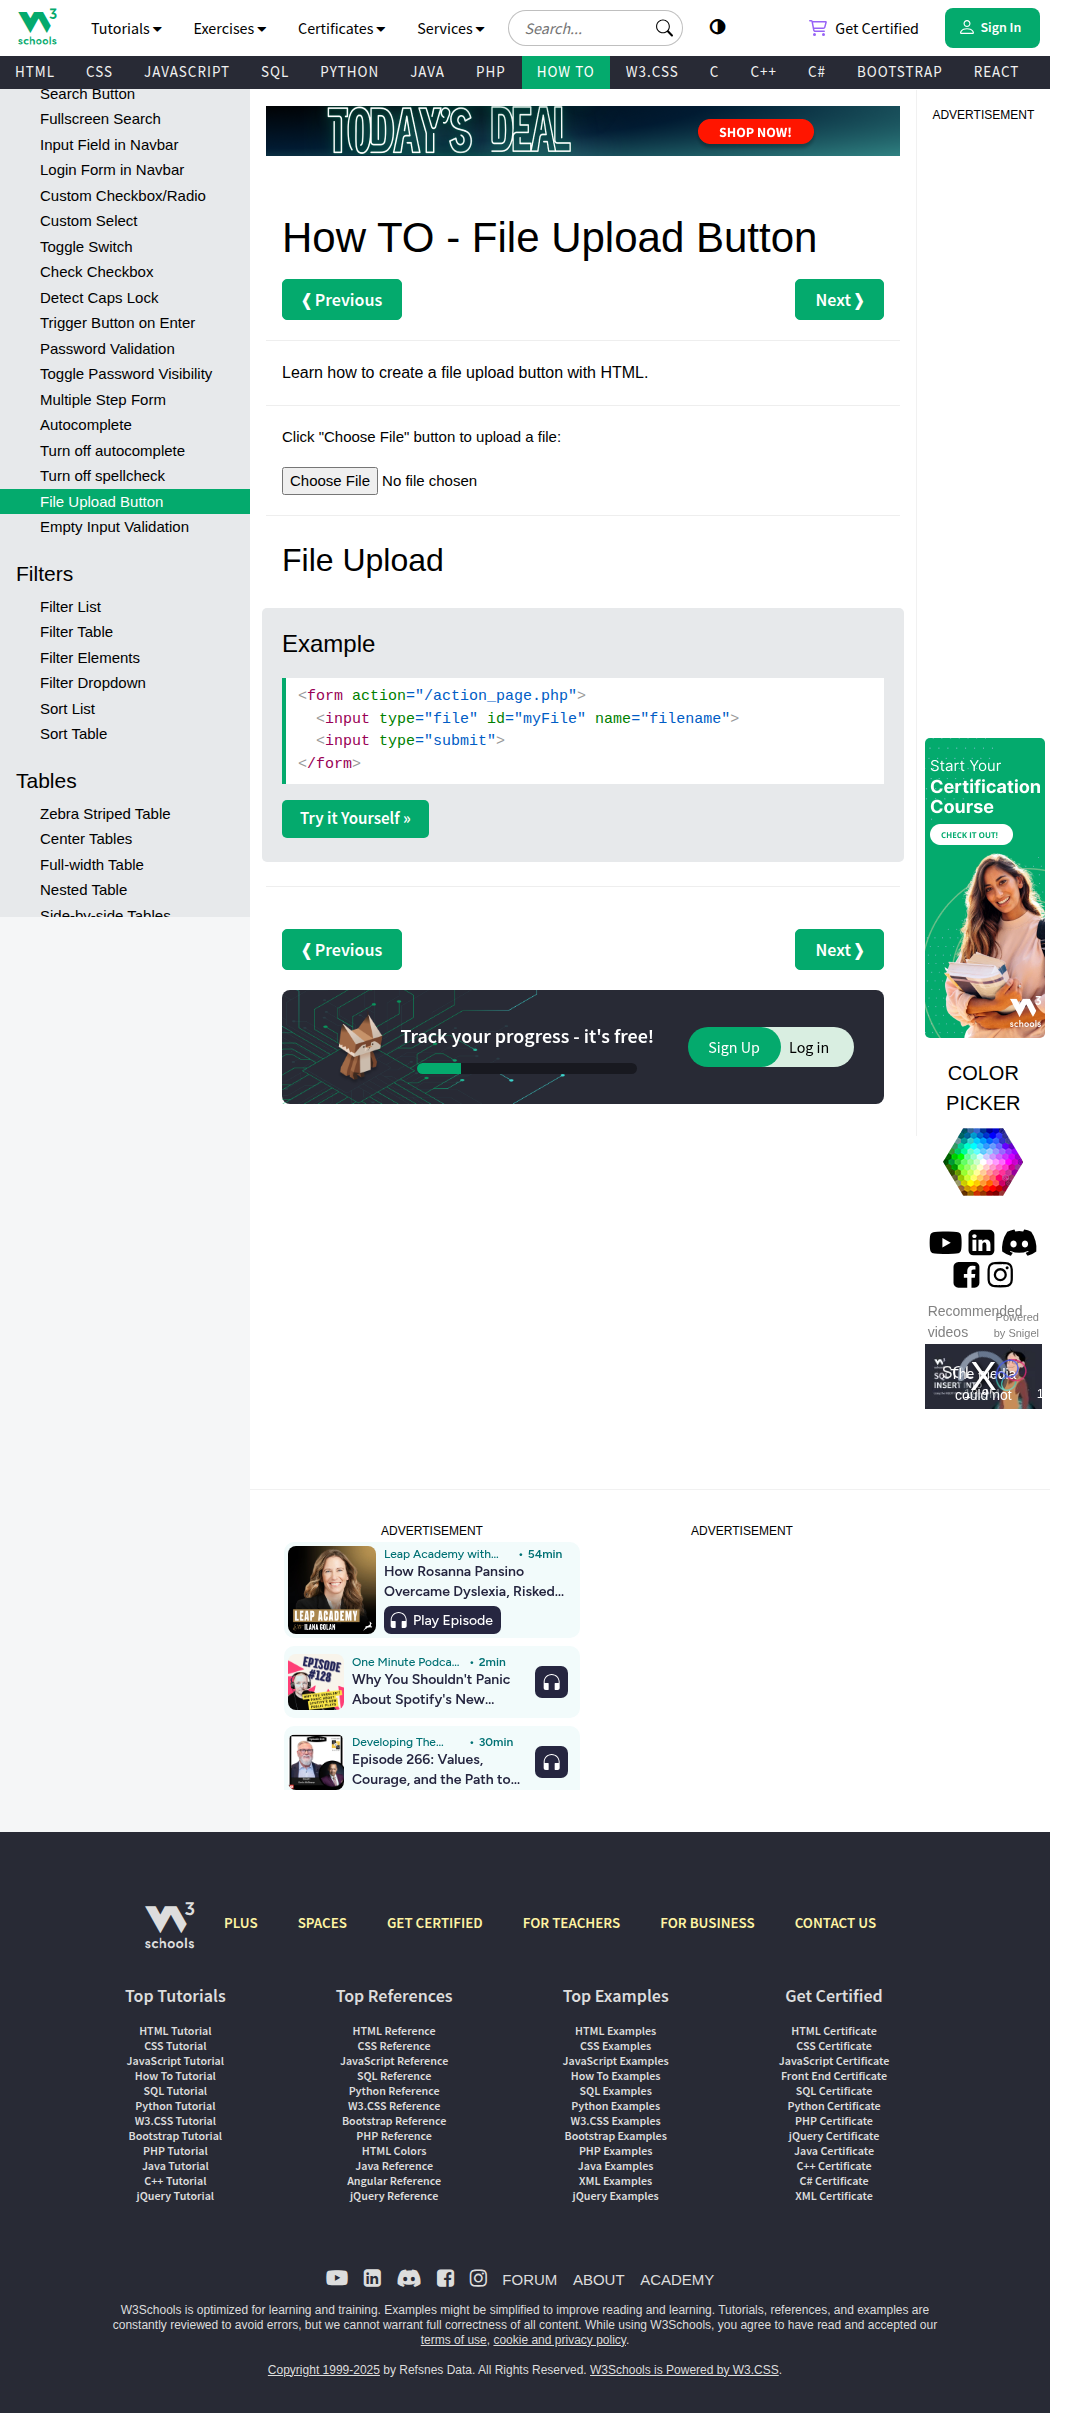 W3 schools
Tutorials Exercises Certificates Services Search... Get Certified Sign In
HTML CSS JAVASCRIPT SQL PYTHON JAVA PHP HOW TO W3.CSS C C++ C# BOOTSTRAP REACT
Search Button
Fullscreen Search
Input Field in Navbar
Login Form in Navbar
Custom Checkbox/Radio
Custom Select
Toggle Switch
Check Checkbox
Detect Caps Lock
Trigger Button on Enter
Password Validation
Toggle Password Visibility
Multiple Step Form
Autocomplete
Turn off autocomplete
Turn off spellcheck
File Upload Button
Empty Input Validation
Filters
Filter List
Filter Table
Filter Elements
Filter Dropdown
Sort List
Sort Table
Tables
Zebra Striped Table
Center Tables
Full-width Table
Nested Table
Side-by-side Tables
TODAY'S DEAL SHOP NOW!
How TO - File Upload Button
❮ Previous Next ❯
Learn how to create a file upload button with HTML.
Click "Choose File" button to upload a file:
Choose File No file chosen
File Upload
Example
<form action="/action_page.php">
<input type="file" id="myFile" name="filename">
<input type="submit">
</form>
Try it Yourself »
❮ Previous Next ❯
Track your progress - it's free! Sign Up Log in
ADVERTISEMENT
Start Your
Certification
Course
CHECK IT OUT!
W3 schools
COLOR
PICKER
Recommended
videos
Powered
by Snigel
The media
could not
ADVERTISEMENT ADVERTISEMENT
Leap Academy with... • 54min
How Rosanna Pansino
Overcame Dyslexia, Risked...
Play Episode
LEAP ACADEMY
ILANA GOLAN
One Minute Podca... • 2min
Why You Shouldn't Panic
About Spotify's New...
EPISODE
#128
Developing The... • 30min
Episode 266: Values,
Courage, and the Path to...
W3 schools
PLUS SPACES GET CERTIFIED FOR TEACHERS FOR BUSINESS CONTACT US
Top Tutorials
HTML Tutorial
CSS Tutorial
JavaScript Tutorial
How To Tutorial
SQL Tutorial
Python Tutorial
W3.CSS Tutorial
Bootstrap Tutorial
PHP Tutorial
Java Tutorial
C++ Tutorial
jQuery Tutorial
Top References
HTML Reference
CSS Reference
JavaScript Reference
SQL Reference
Python Reference
W3.CSS Reference
Bootstrap Reference
PHP Reference
HTML Colors
Java Reference
Angular Reference
jQuery Reference
Top Examples
HTML Examples
CSS Examples
JavaScript Examples
How To Examples
SQL Examples
Python Examples
W3.CSS Examples
Bootstrap Examples
PHP Examples
Java Examples
XML Examples
jQuery Examples
Get Certified
HTML Certificate
CSS Certificate
JavaScript Certificate
Front End Certificate
SQL Certificate
Python Certificate
PHP Certificate
jQuery Certificate
Java Certificate
C++ Certificate
C# Certificate
XML Certificate
FORUM ABOUT ACADEMY
W3Schools is optimized for learning and training. Examples might be simplified to improve reading and learning. Tutorials, references, and examples are
constantly reviewed to avoid errors, but we cannot warrant full correctness of all content. While using W3Schools, you agree to have read and accepted our
terms of use, cookie and privacy policy.
Copyright 1999-2025 by Refsnes Data. All Rights Reserved. W3Schools is Powered by W3.CSS.